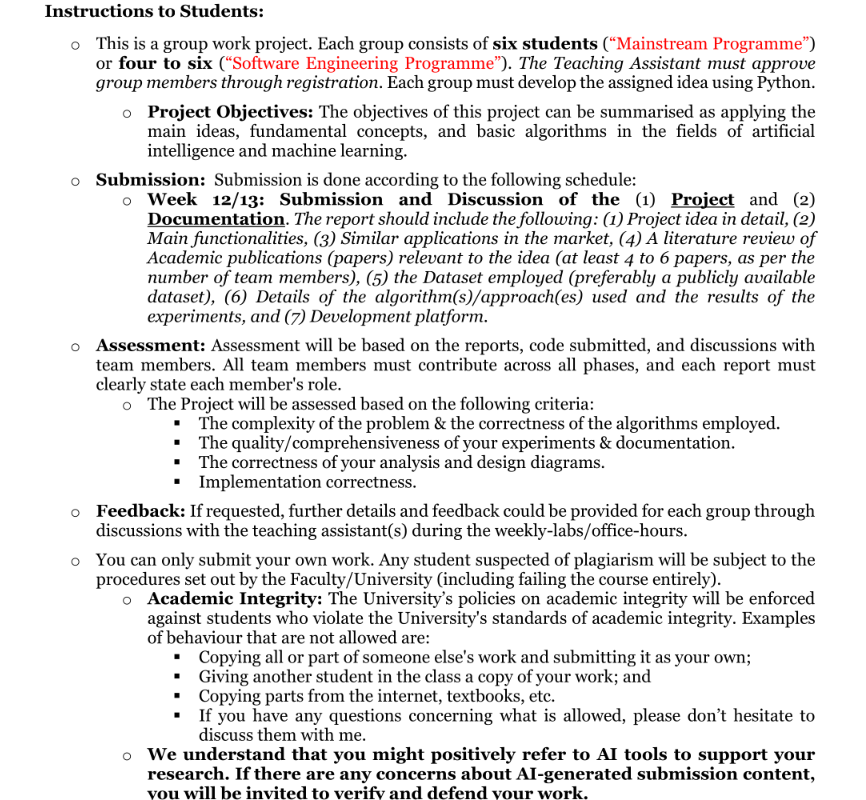 Instructions to Students:
o This is a group work project. Each group consists of six students (“Mainstream Programme”)
or four to six (“Software Engineering Programme”). The Teaching Assistant must approve
group members through registration. Each group must develop the assigned idea using Python.
o Project Objectives: The objectives of this project can be summarised as applying the
main ideas, fundamental concepts, and basic algorithms in the fields of artificial
intelligence and machine learning.
o Submission: Submission is done according to the following schedule:
o Week 12/13: Submission and Discussion of the (1) Project and (2)
Documentation. The report should include the following: (1) Project idea in detail, (2)
Main functionalities, (3) Similar applications in the market, (4) A literature review of
Academic publications (papers) relevant to the idea (at least 4 to 6 papers, as per the
number of team members), (5) the Dataset employed (preferably a publicly available
dataset), (6) Details of the algorithm(s)/approach(es) used and the results of the
experiments, and (7) Development platform.
o Assessment: Assessment will be based on the reports, code submitted, and discussions with
team members. All team members must contribute across all phases, and each report must
clearly state each member's role.
o The Project will be assessed based on the following criteria:
▪ The complexity of the problem & the correctness of the algorithms employed.
▪ The quality/comprehensiveness of your experiments & documentation.
▪ The correctness of your analysis and design diagrams.
▪ Implementation correctness.
o Feedback: If requested, further details and feedback could be provided for each group through
discussions with the teaching assistant(s) during the weekly-labs/office-hours.
o You can only submit your own work. Any student suspected of plagiarism will be subject to the
procedures set out by the Faculty/University (including failing the course entirely).
o Academic Integrity: The University’s policies on academic integrity will be enforced
against students who violate the University's standards of academic integrity. Examples
of behaviour that are not allowed are:
▪ Copying all or part of someone else's work and submitting it as your own;
▪ Giving another student in the class a copy of your work; and
▪ Copying parts from the internet, textbooks, etc.
▪ If you have any questions concerning what is allowed, please don’t hesitate to
discuss them with me.
o We understand that you might positively refer to AI tools to support your
research. If there are any concerns about AI-generated submission content,
you will be invited to verify and defend your work.